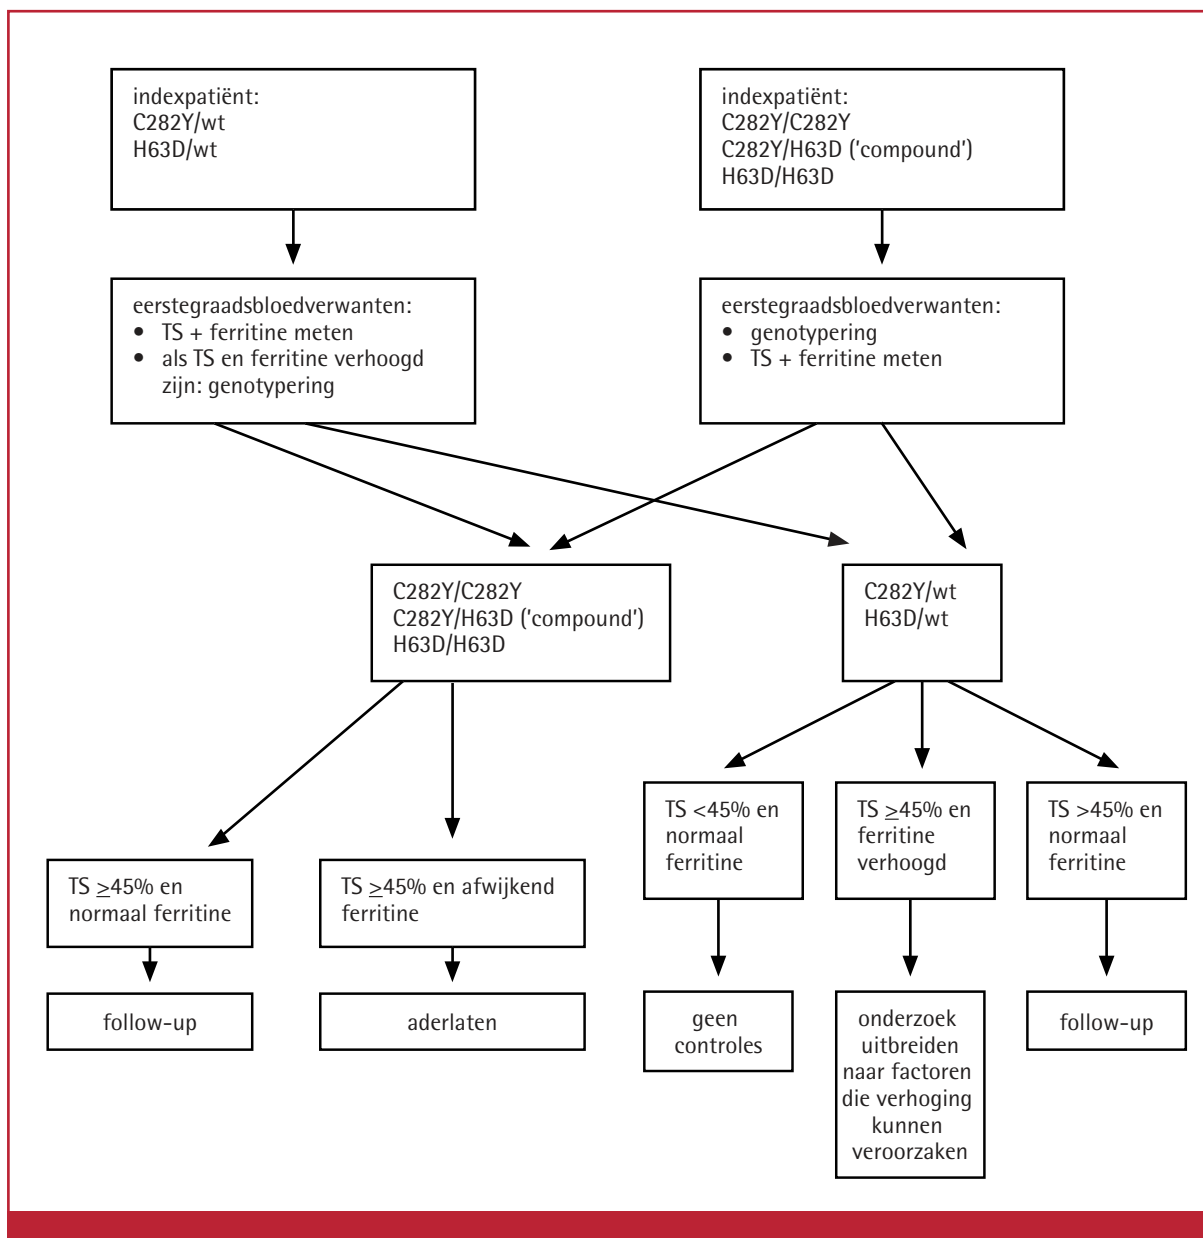 indexpatiënt:
C282Y/wt
H63D/wt
indexpatiënt:
C282Y/C282Y
C282Y/H63D ('compound')
H63D/H63D
eerstegraadsbloedverwanten:
• TS + ferritine meten
• als TS en ferritine verhoogd
zijn: genotypering
eerstegraadsbloedverwanten:
• genotypering
• TS + ferritine meten
C282Y/C282Y
C282Y/H63D ('compound')
H63D/H63D
C282Y/wt
H63D/wt
TS ≥45% en
normaal ferritine
TS ≥45% en afwijkend
ferritine
TS <45% en
normaal
ferritine
TS ≥45% en
ferritine
verhoogd
TS >45% en
normaal
ferritine
follow-up
aderlaten
geen
controles
onderzoek
uitbreiden
naar factoren
die verhoging
kunnen
veroorzaken
follow-up